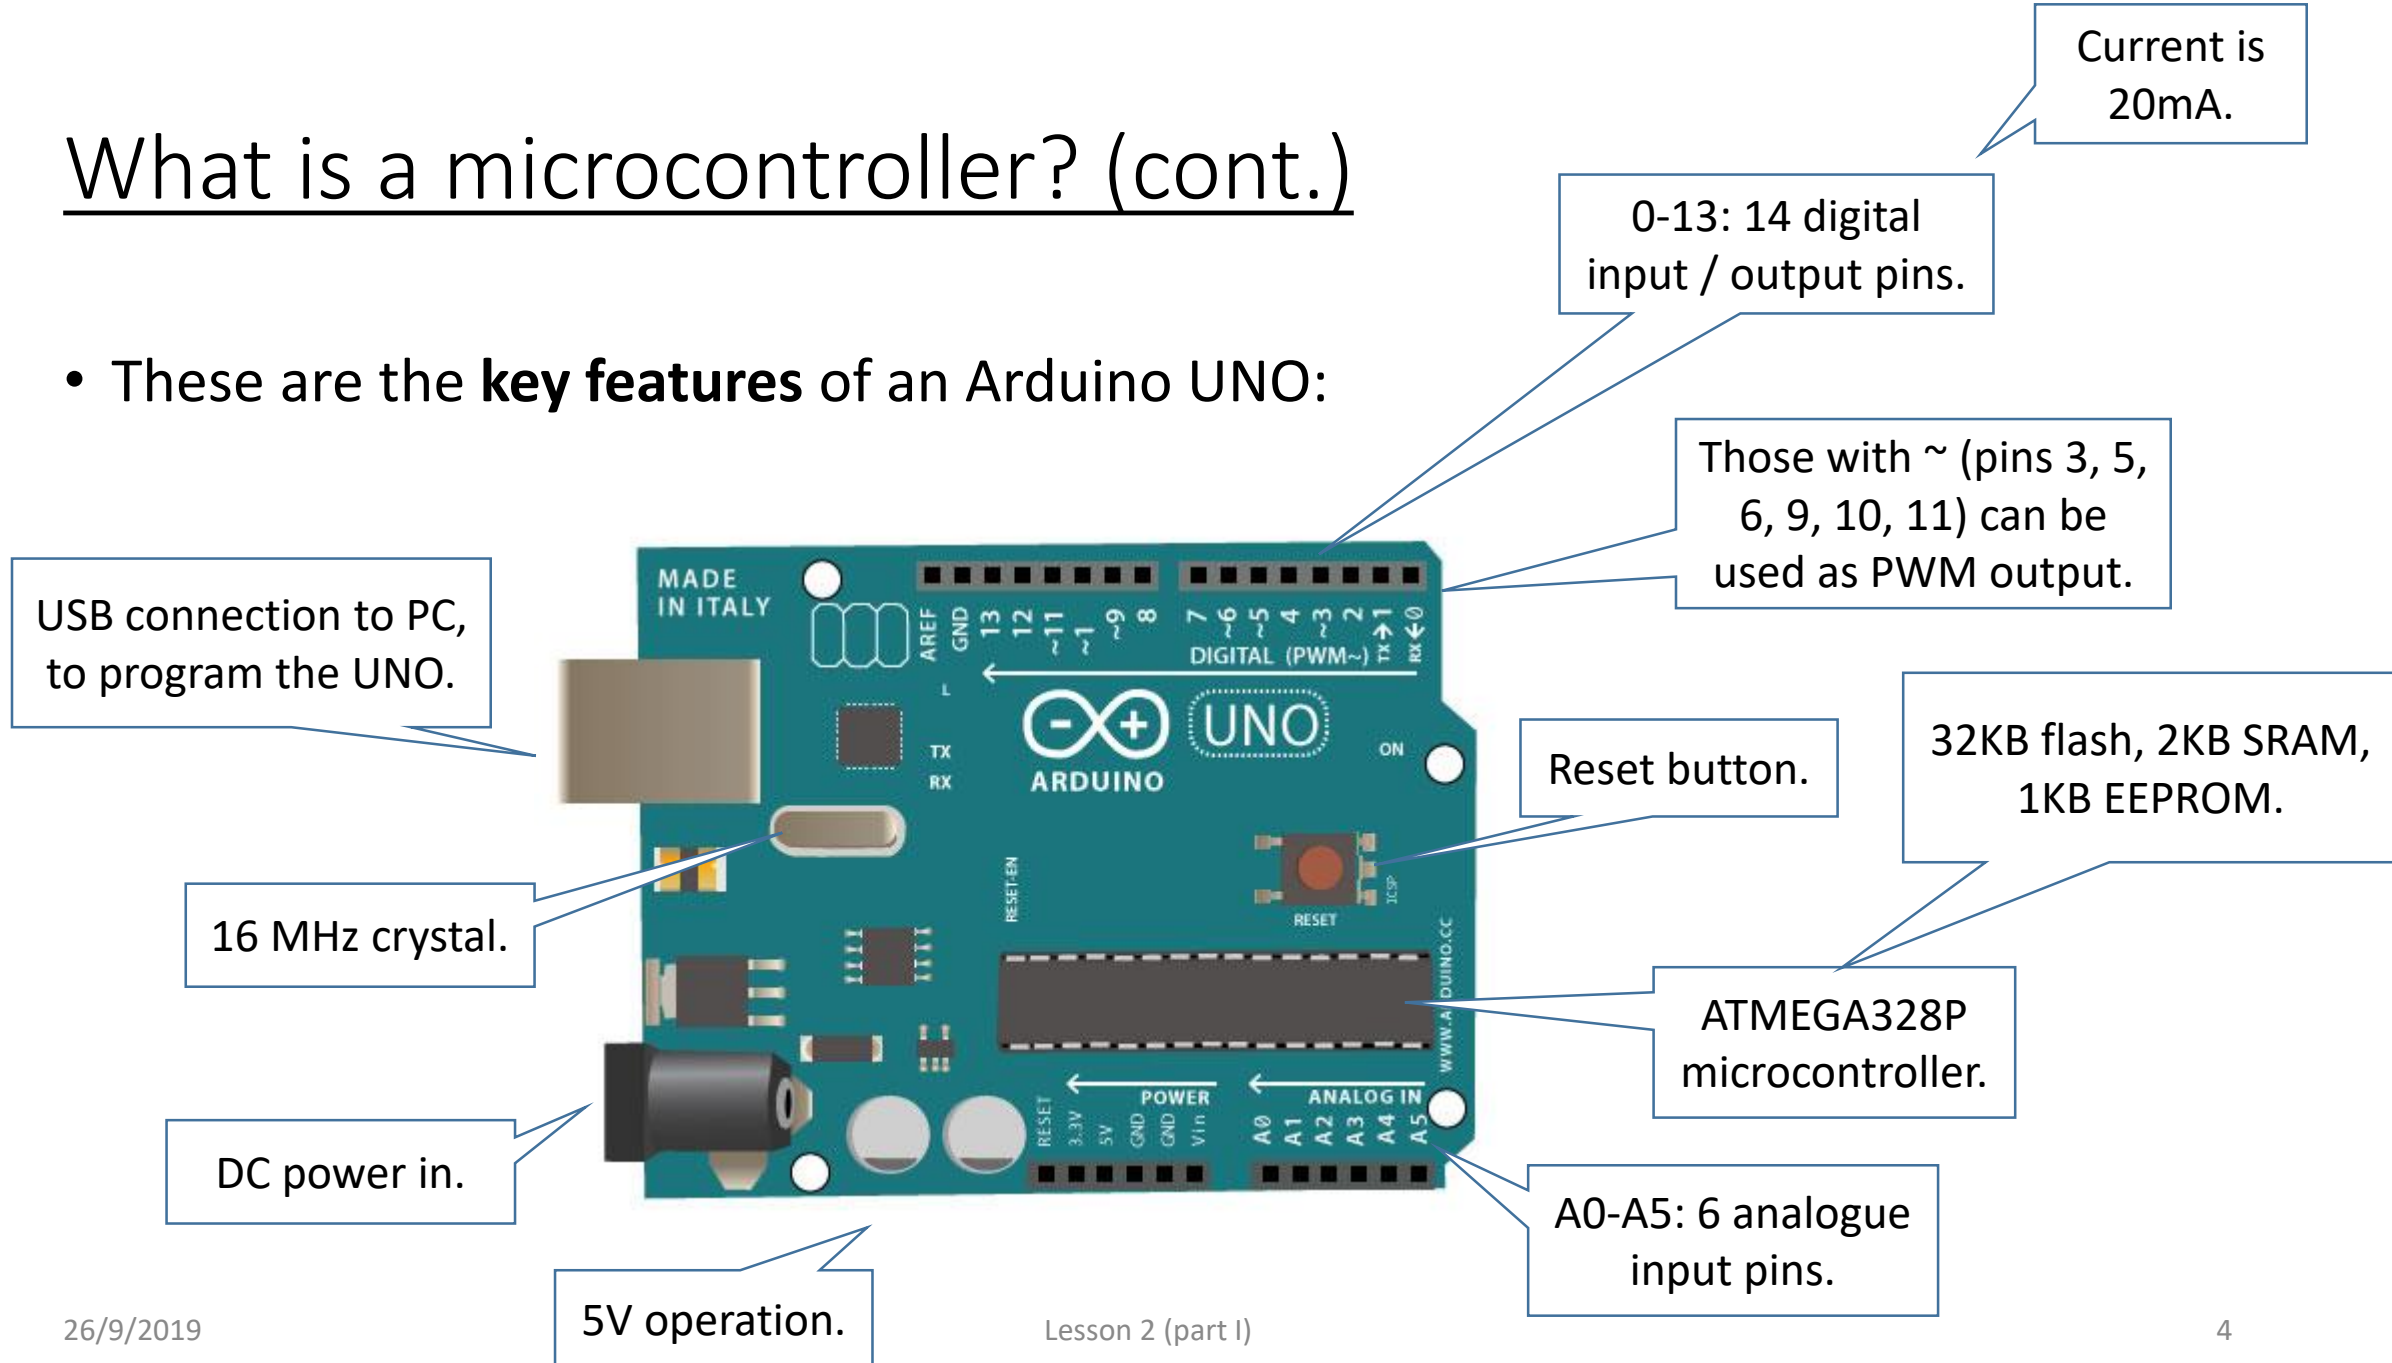 Current is
20mA.
What is a microcontroller? (cont.)
0-13: 14 digital
input / output pins.
• These are the key features of an Arduino UNO:
Those with ~ (pins 3, 5,
6, 9, 10, 11) can be
used as PWM output.
USB connection to PC,
to program the UNO.
MADE
IN ITALY
AREF
GND
13
12
~11
~1
~9
8
7
~6
~5
4
~3
2
TX→1
RX←0
DIGITAL (PWM~)
L
TX
RX
ARDUINO
UNO
ON
Reset button.
32KB flash, 2KB SRAM,
1KB EEPROM.
16 MHz crystal.
RESET-EN
ICSP
RESET
WWW.ARDUINO.CC
ATMEGA328P
microcontroller.
DC power in.
POWER
RESET
3.3V
5V
GND
GND
Vin
ANALOG IN
A0
A1
A2
A3
A4
A5
A0-A5: 6 analogue
input pins.
5V operation.
26/9/2019
Lesson 2 (part I)
4